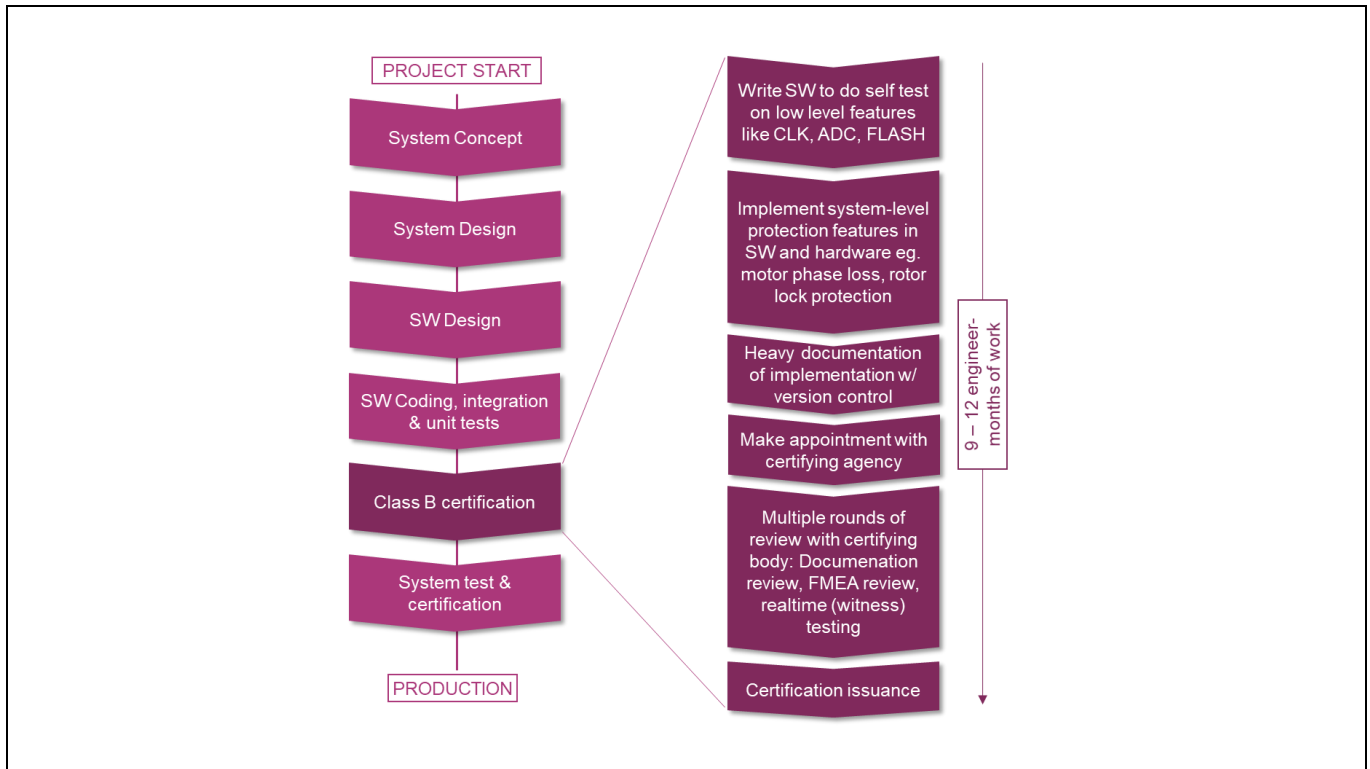 PROJECT START
System Concept
System Design
SW Design
SW Coding, integration
& unit tests
Class B certification
System test &
certification
PRODUCTION
Write SW to do self test
on low level features
like CLK, ADC, FLASH
Implement system-level
protection features in
SW and hardware eg.
motor phase loss, rotor
lock protection
Heavy documentation
of implementation w/
version control
Make appointment with
certifying agency
Multiple rounds of
review with certifying
body: Documenation
review, FMEA review,
realtime (witness)
testing
Certification issuance
9 – 12 engineer-
months of work